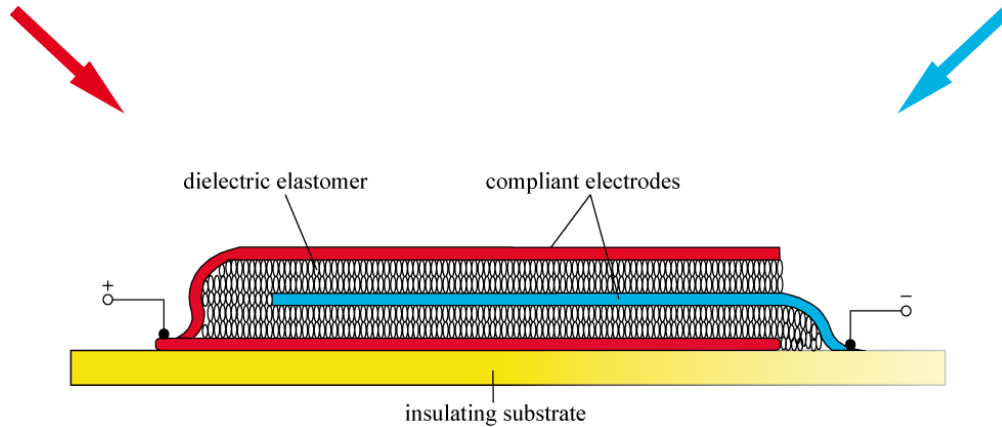 dielectric elastomer
compliant electrodes
+
−
insulating substrate